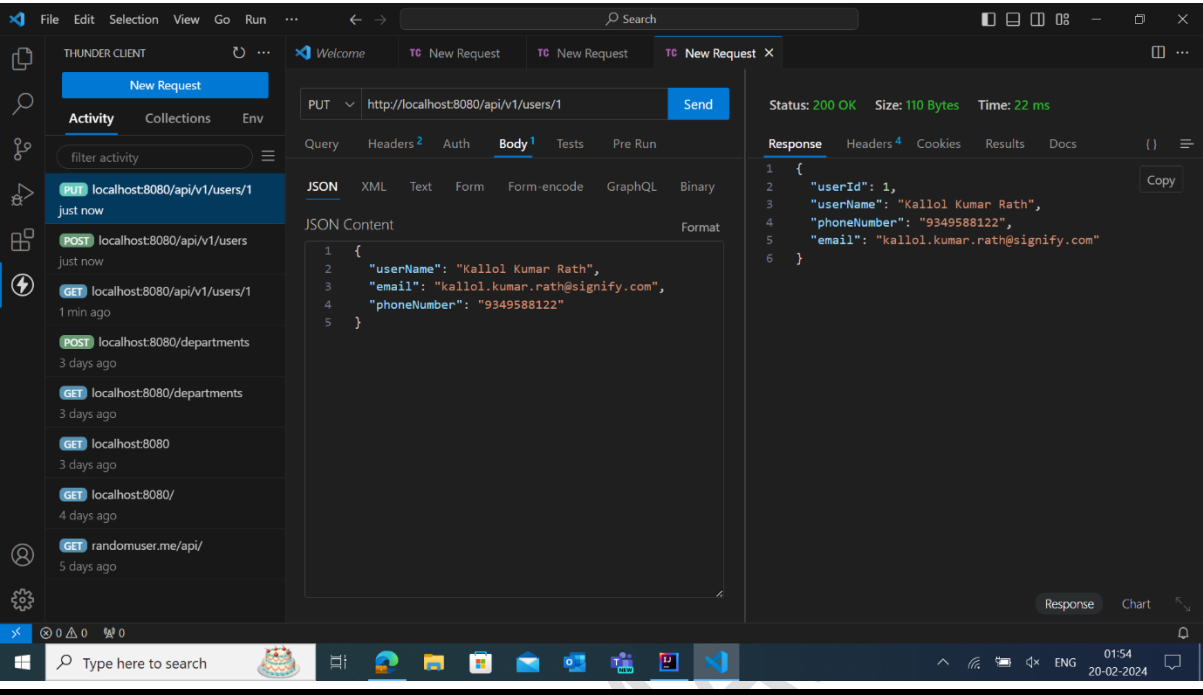 File Edit Selection View Go Run ··· Search
THUNDER CLIENT
Welcome TC New Request TC New Request TC New Request
New Request
Activity Collections Env
filter activity
PUT localhost:8080/api/v1/users/1
just now
POST localhost:8080/api/v1/users
just now
GET localhost:8080/api/v1/users/1
1 min ago
POST localhost:8080/departments
3 days ago
GET localhost:8080/departments
3 days ago
GET localhost:8080
3 days ago
GET localhost:8080/
4 days ago
GET randomuser.me/api/
5 days ago
PUT http://localhost:8080/api/v1/users/1 Send
Query Headers 2 Auth Body 1 Tests Pre Run
JSON XML Text Form Form-encode GraphQL Binary
JSON Content Format
1 {
2 "userName": "Kallol Kumar Rath",
3 "email": "kallol.kumar.rath@signify.com",
4 "phoneNumber": "9349588122"
5 }
Status: 200 OK Size: 110 Bytes Time: 22 ms
Response Headers 4 Cookies Results Docs { }
Copy
1 {
2 "userId": 1,
3 "userName": "Kallol Kumar Rath",
4 "phoneNumber": "9349588122",
5 "email": "kallol.kumar.rath@signify.com"
6 }
Response Chart
0 0 0
Type here to search
NEW
ENG
01:54
20-02-2024